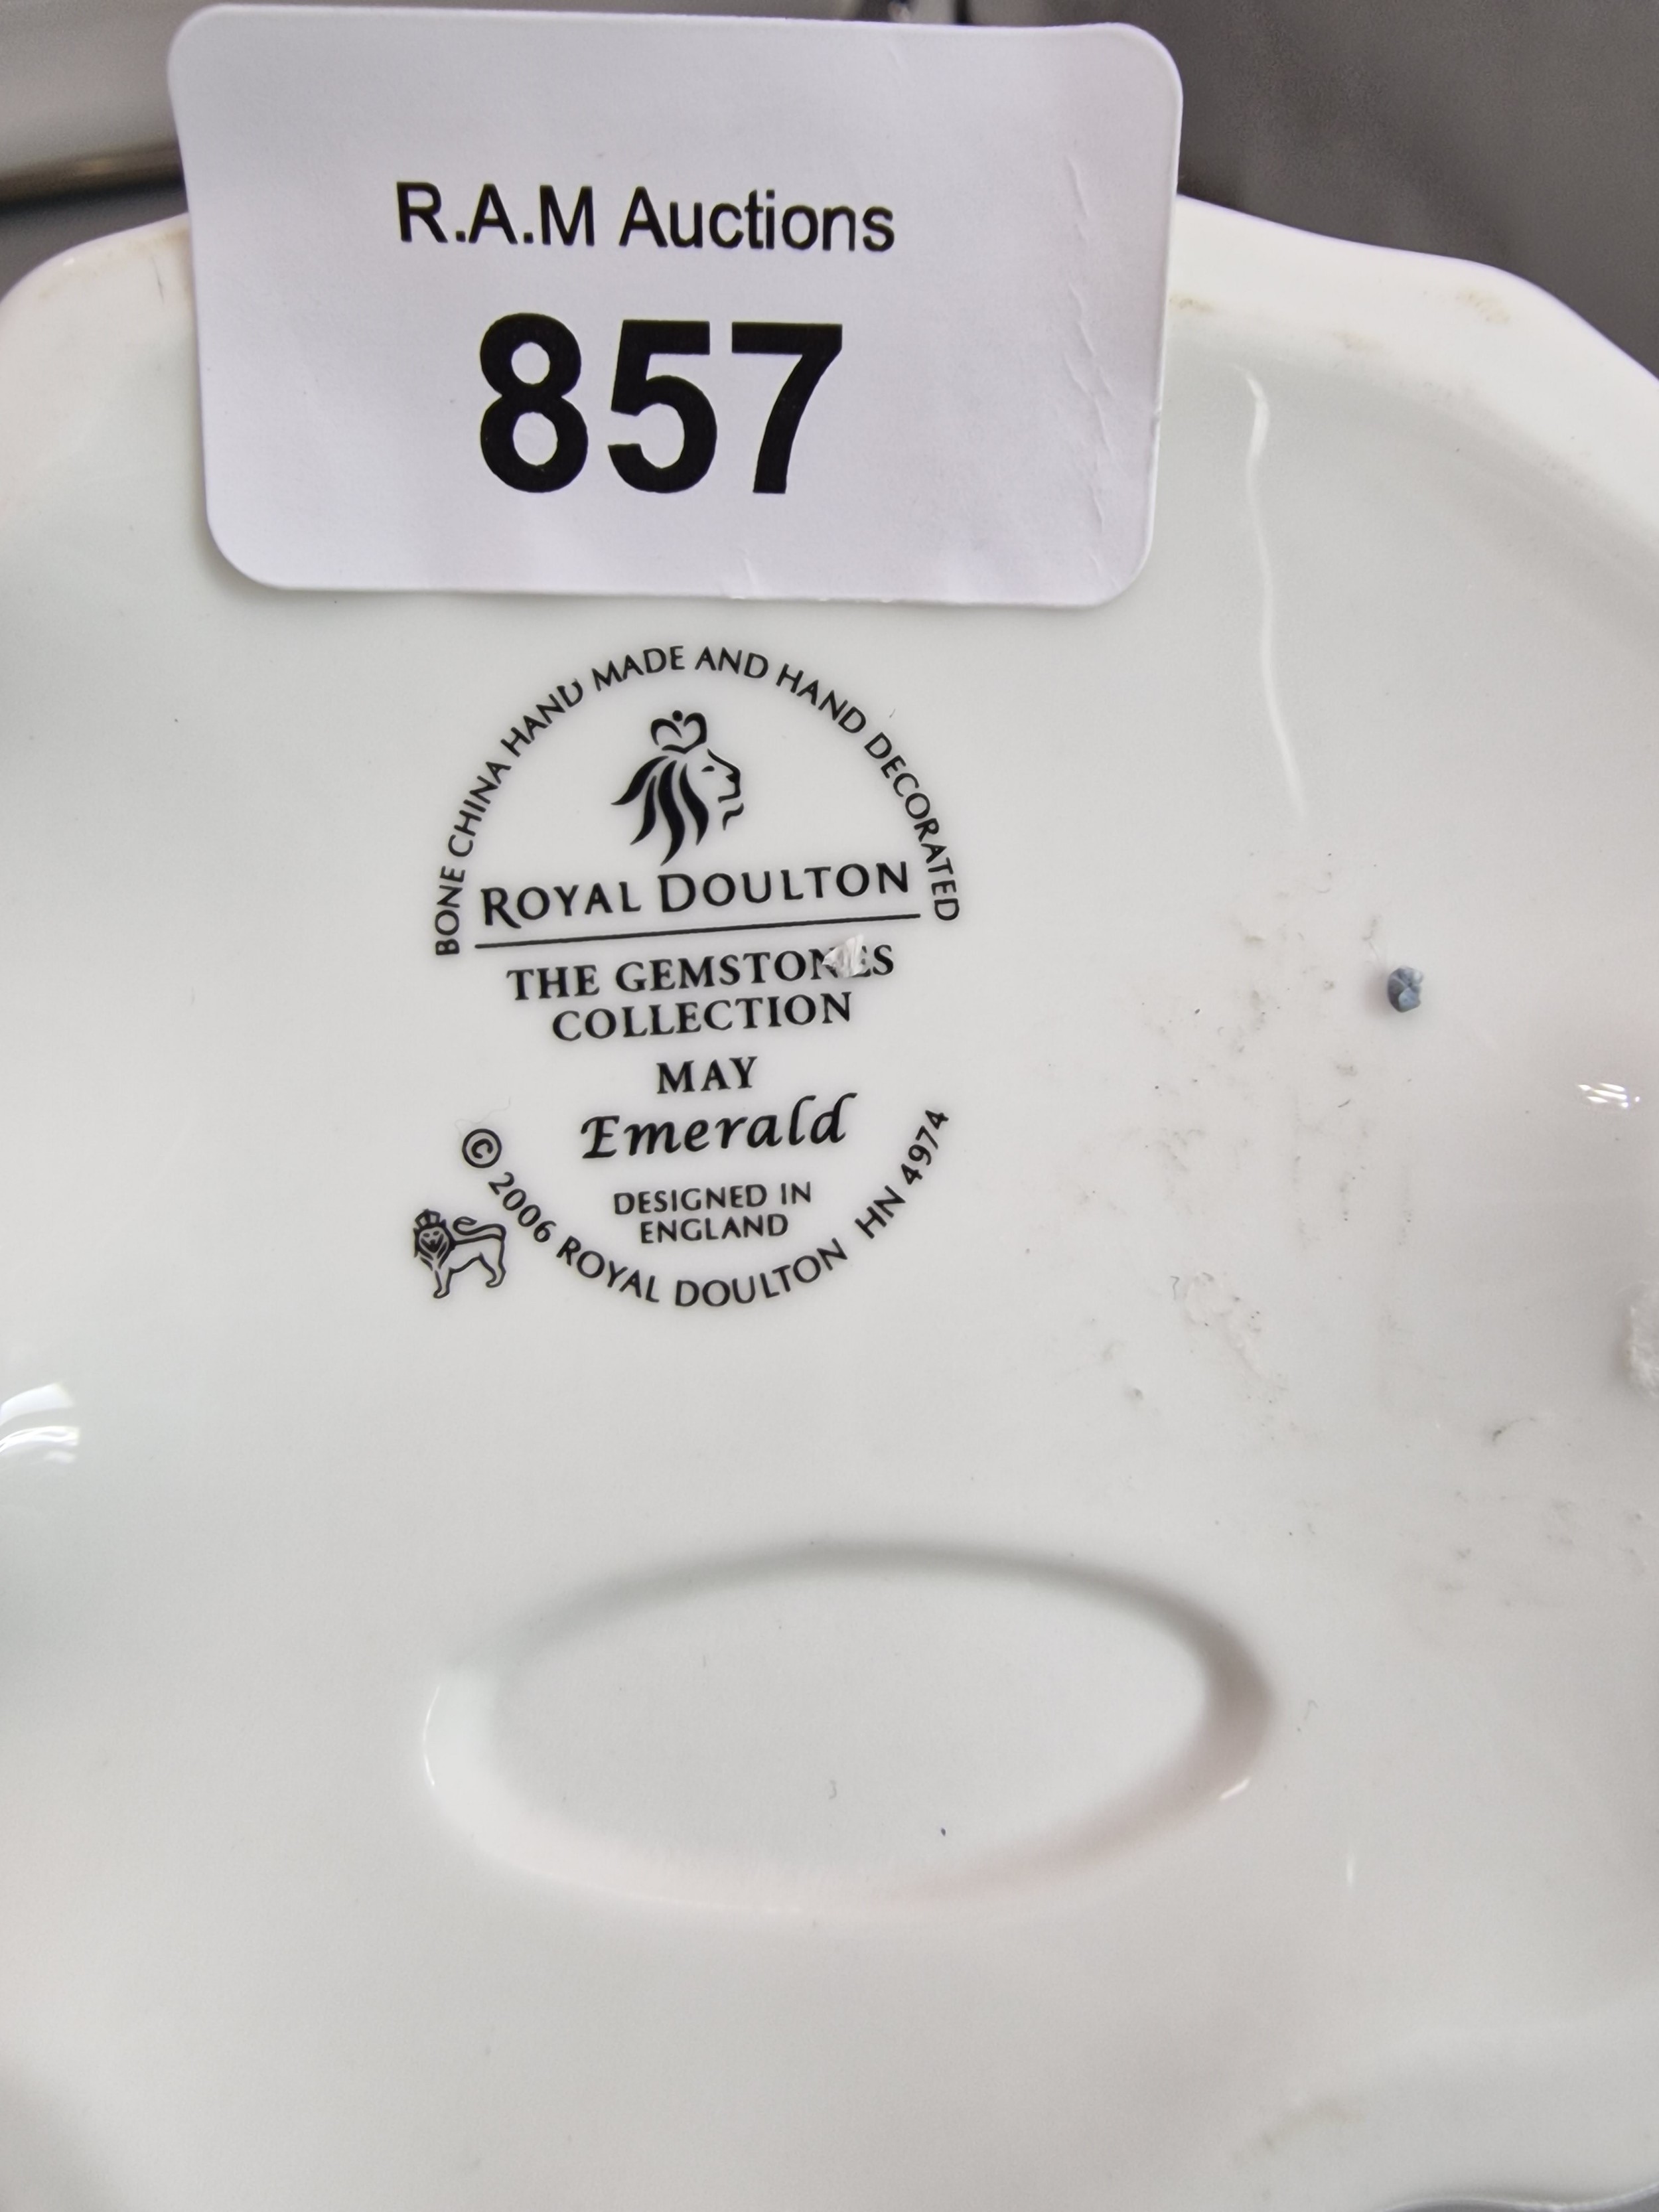 R.A.M Auctions
857
BONE CHINA HAND MADE AND HAND DECORATED
ROYAL DOULTON
THE GEMSTONES
COLLECTION
MAY
Emerald
DESIGNED IN
ENGLAND
© 2006 ROYAL DOULTON HN 4974